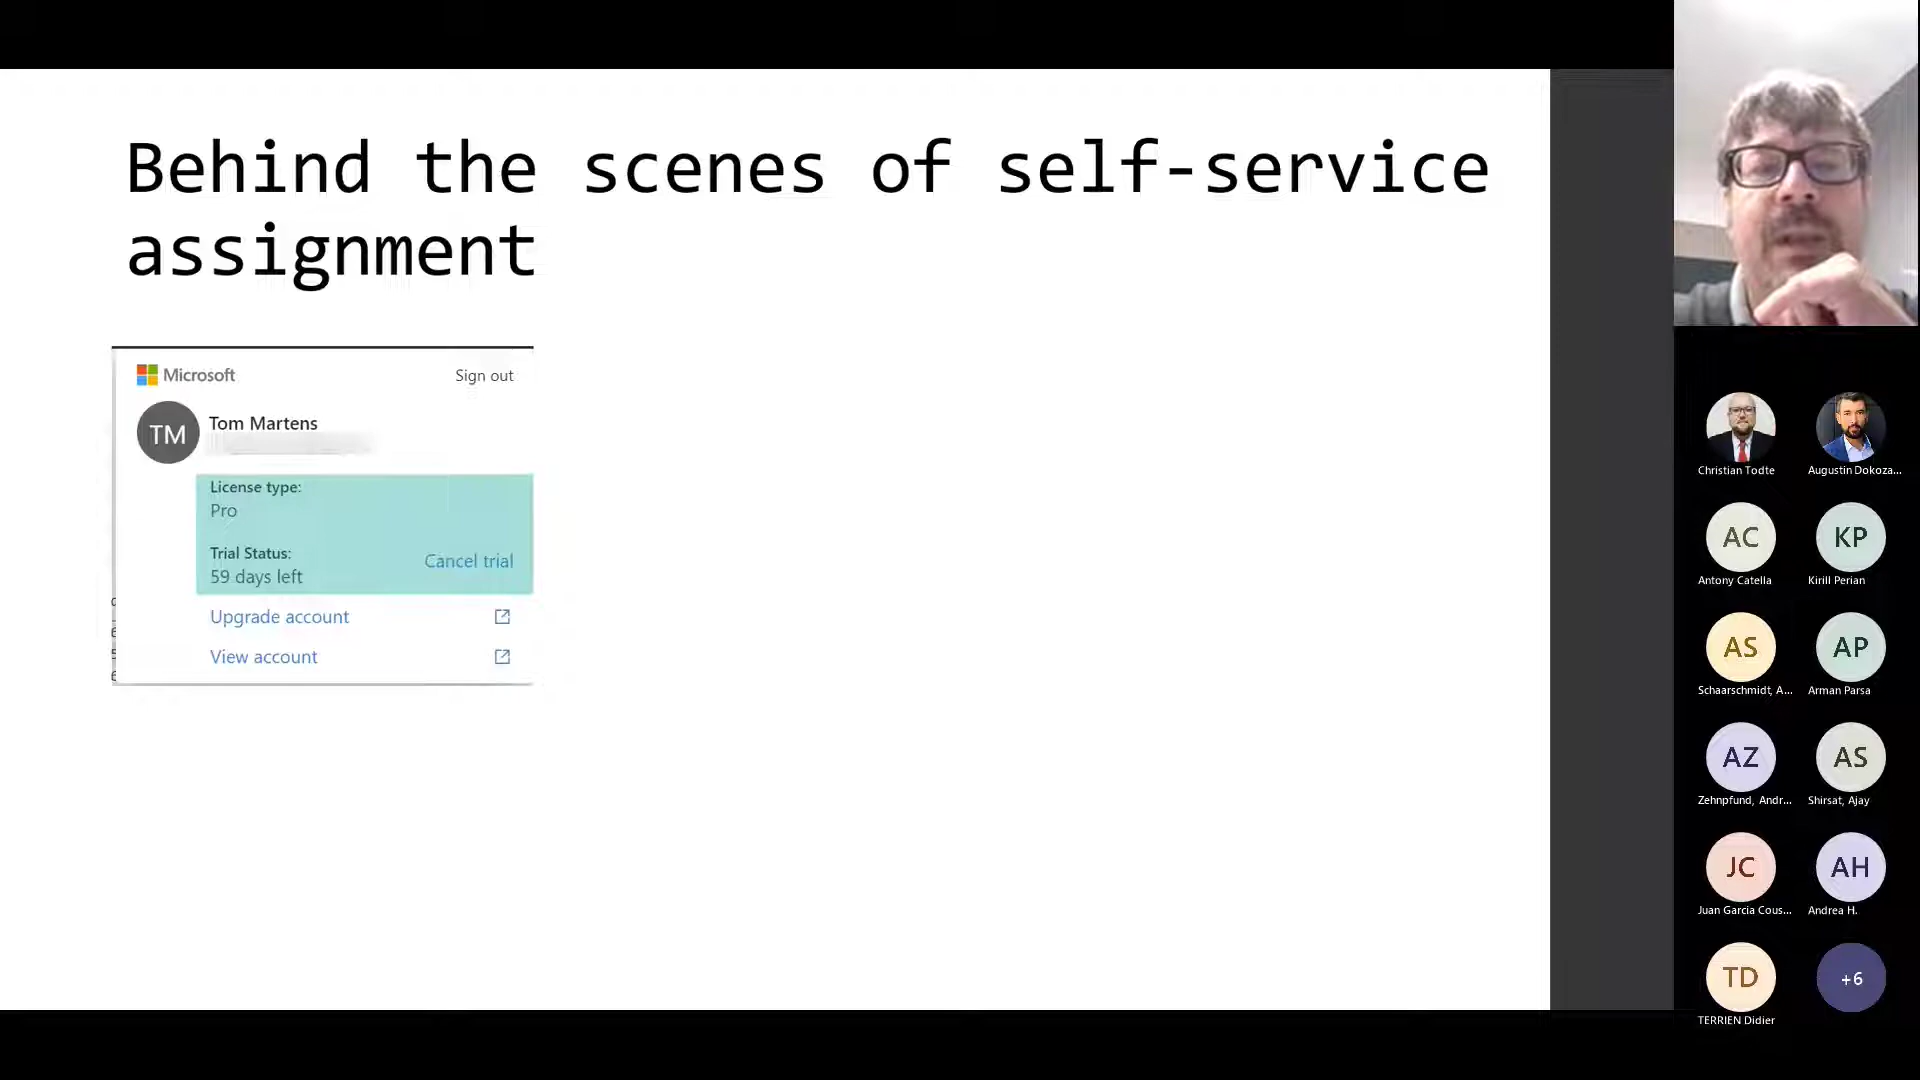 Behind the scenes of self-service
assignment
Microsoft
Sign out
TM
Tom Martens
License type:
Pro
Trial Status:
59 days left
Cancel trial
Upgrade account
View account
Christian Todte
Augustin Dokoza...
AC
Antony Catella
KP
Kirill Perian
AS
Schaarschmidt, A...
AP
Arman Parsa
AZ
Zehnpfund, Andr...
AS
Shirsat, Ajay
JC
Juan Garcia Cous...
AH
Andrea H.
TD
TERRIEN Didier
+6